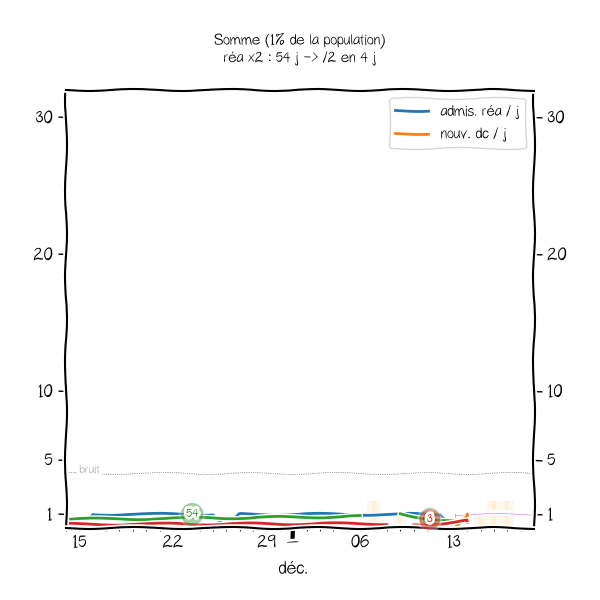 Somme (1% de la population)
réa x2 : 54 j -> /2 en 4 j
admis. réa / j
nouv. dc / j
30
30
20
20
10
10
5
5
bruit
1
1
54
3
15
22
29
06
13
déc.